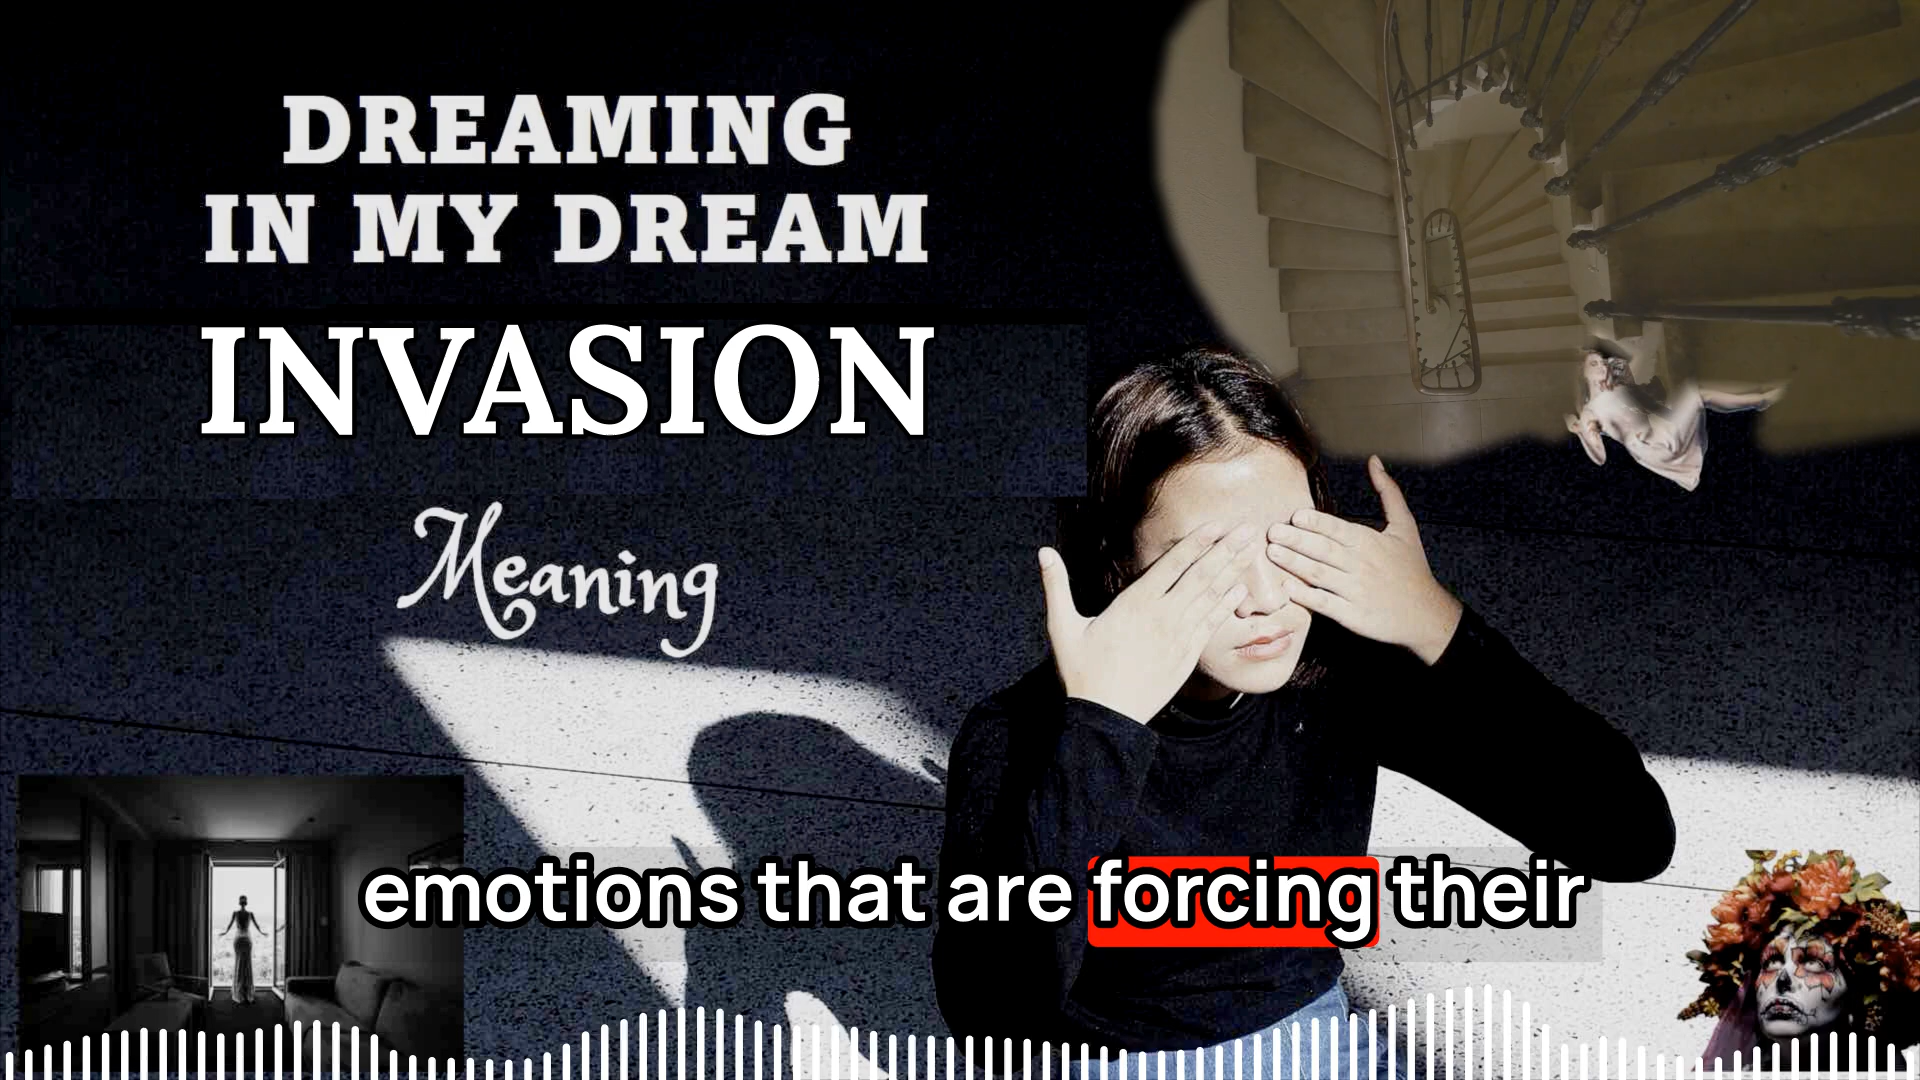 DREAMING
IN MY DREAM
INVASION
Meaning
emotions that are forcing their